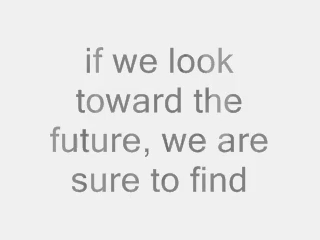 if we look
toward the
future, we are
sure to find